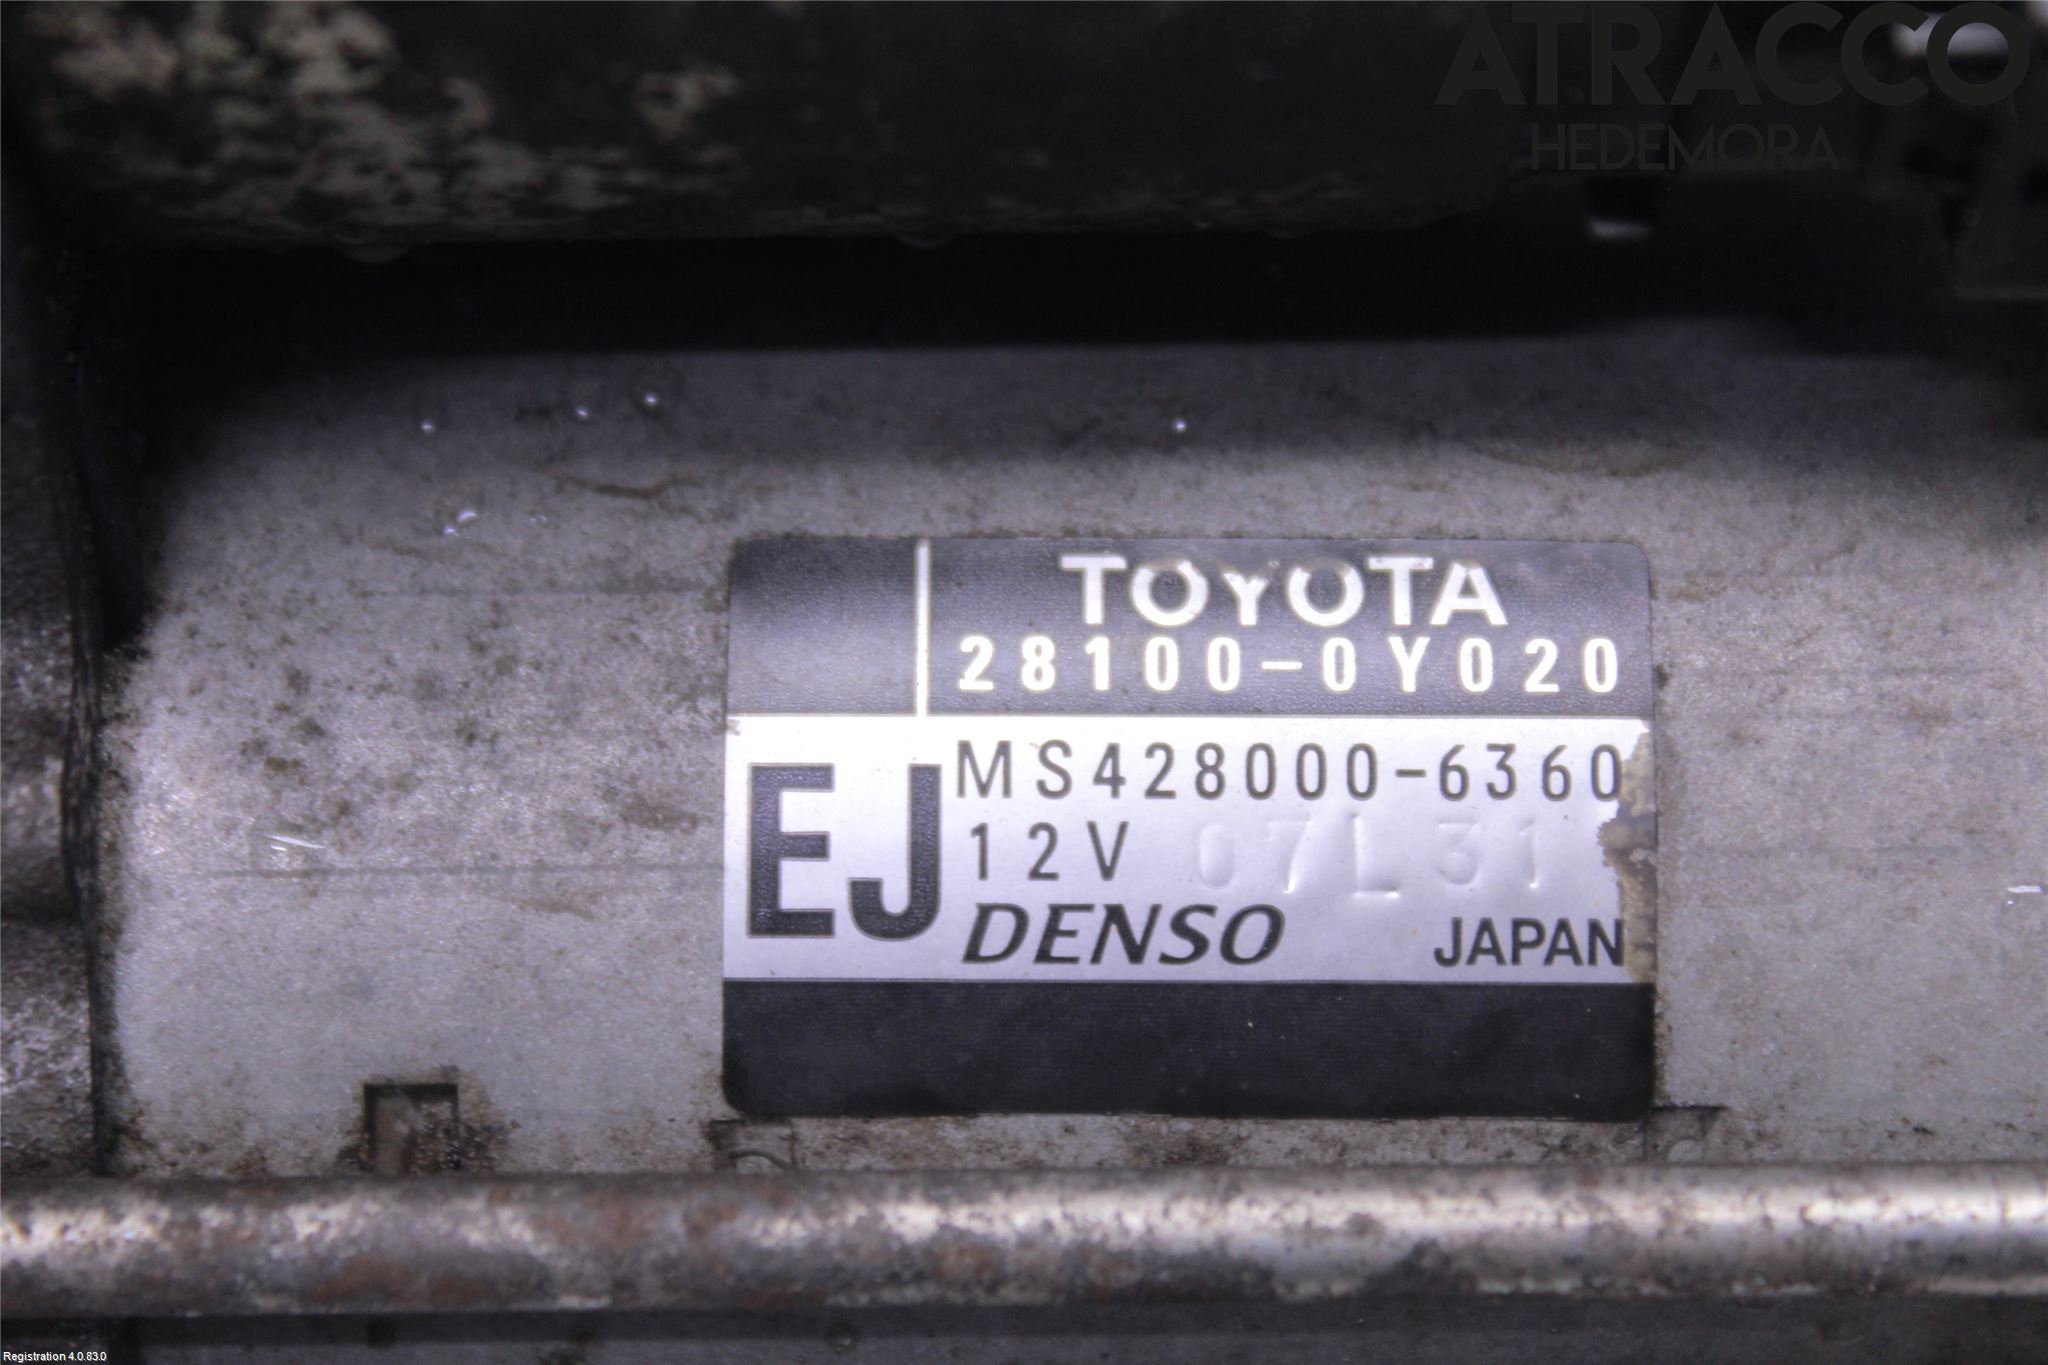 ATRACCO
HEDEMORA
TOYOTA
28100-0Y020
EJ
MS428000-6360
12V 07L31
DENSO JAPAN
Registration 4.0.83.0